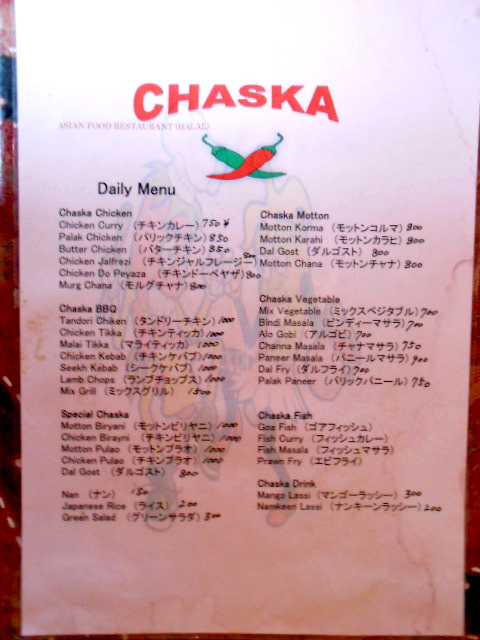 CHASKA
ASIAN FOOD RESTAURANT (HALAL)
Daily Menu
Chaska Chicken
Chicken Curry (チキンカレー) 750¥
Palak Chicken (パリックチキン) 850
Butter Chicken (バターチキン) 850
Chicken Jalfrezi (チキンジャルフレージー) 800
Chicken Do Peyaza (チキンドーペヤザ) 800
Murg Chana (モルグチャナ) 800
Chaska BBQ
Tandori Chiken (タンドリーチキン) 1000
Chicken Tikka (チキンティッカ) 1000
Malai Tikka (マライティッカ) 1000
Chicken Kebab (チキンケバブ) 1000
Seekh Kebab (シークケバブ) 1000
Lamb Chops (ランプチョップス) 1000
Mix Grill (ミックスグリル) 1500
Special Chaska
Motton Biryani (モットンビリヤニ) 1000
Chicken Birayni (チキンビリヤニ) 1000
Motton Pulao (モットンプラオ) 1000
Chicken Pulao (チキンプラオ) 1000
Dal Gost (ダルゴスト) 800
Nan (ナン) 150
Japanese Rice (ライス) 200
Green Salad (グリーンサラダ) 300
Chaska Motton
Motton Korma (モットンコルマ) 800
Motton Karahi (モットンカラヒ) 900
Dal Gost (ダルゴスト) 800
Motton Chana (モットンチャナ) 800
Chaska Vegetable
Mix Vegetable (ミックスベジタブル) 700
Bindi Masala (ビンディーマサラ) 700
Alo Gobi (アルゴビ) 700
Channa Masala (チャナマサラ) 750
Paneer Masala (パニールマサラ) 900
Dal Fry (ダルフライ) 700
Palak Paneer (パリックパニール) 750
Chaska Fish
Goa Fish (ゴアフィッシュ)
Fish Curry (フィッシュカレー)
Fish Masala (フィッシュマサラ)
Prawn Fry (エビフライ)
Chaska Drink
Mango Lassi (マンゴーラッシー) 300
Namkeen Lassi (ナンキーンラッシー) 200